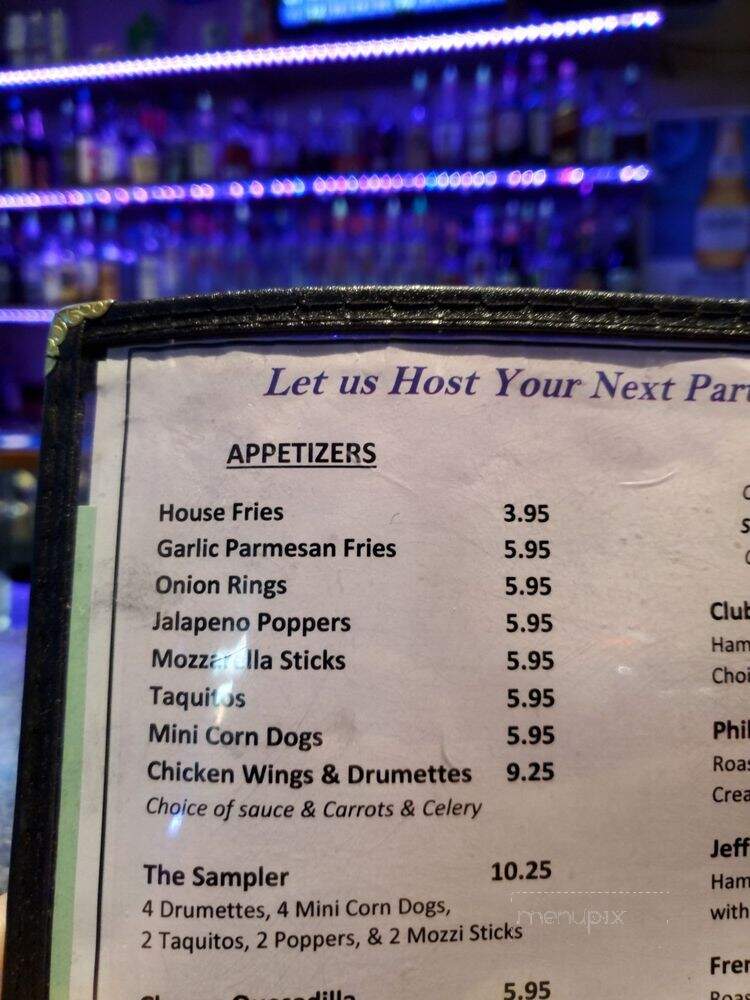 Let us Host Your Next
APPETIZERS
House Fries 3.95
Garlic Parmesan Fries 5.95
Onion Rings 5.95
Jalapeno Poppers 5.95
Mozzarella Sticks 5.95
Taquitos 5.95
Mini Corn Dogs 5.95
Chicken Wings & Drumettes 9.25
Choice of sauce & Carrots & Celery
The Sampler 10.25
4 Drumettes, 4 Mini Corn Dogs,
2 Taquitos, 2 Poppers, & 2 Mozzi Sticks
Quesadilla 5.95
Club
Ham
Choi
Phil
Roas
Crea
Jeff
Ham
with
Fren
Roas
menupix